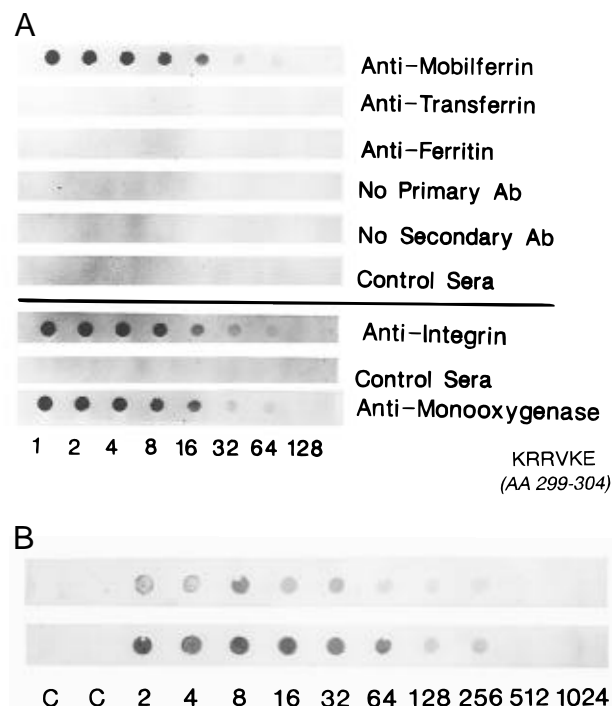 A
Anti-Mobilferrin
Anti-Transferrin
Anti-Ferritin
No Primary Ab
No Secondary Ab
Control Sera
Anti-Integrin
Control Sera
Anti-Monooxygenase
1 2 4 8 16 32 64 128
KRRVKE
(AA 299-304)
B
C C 2 4 8 16 32 64 128 256 512 1024